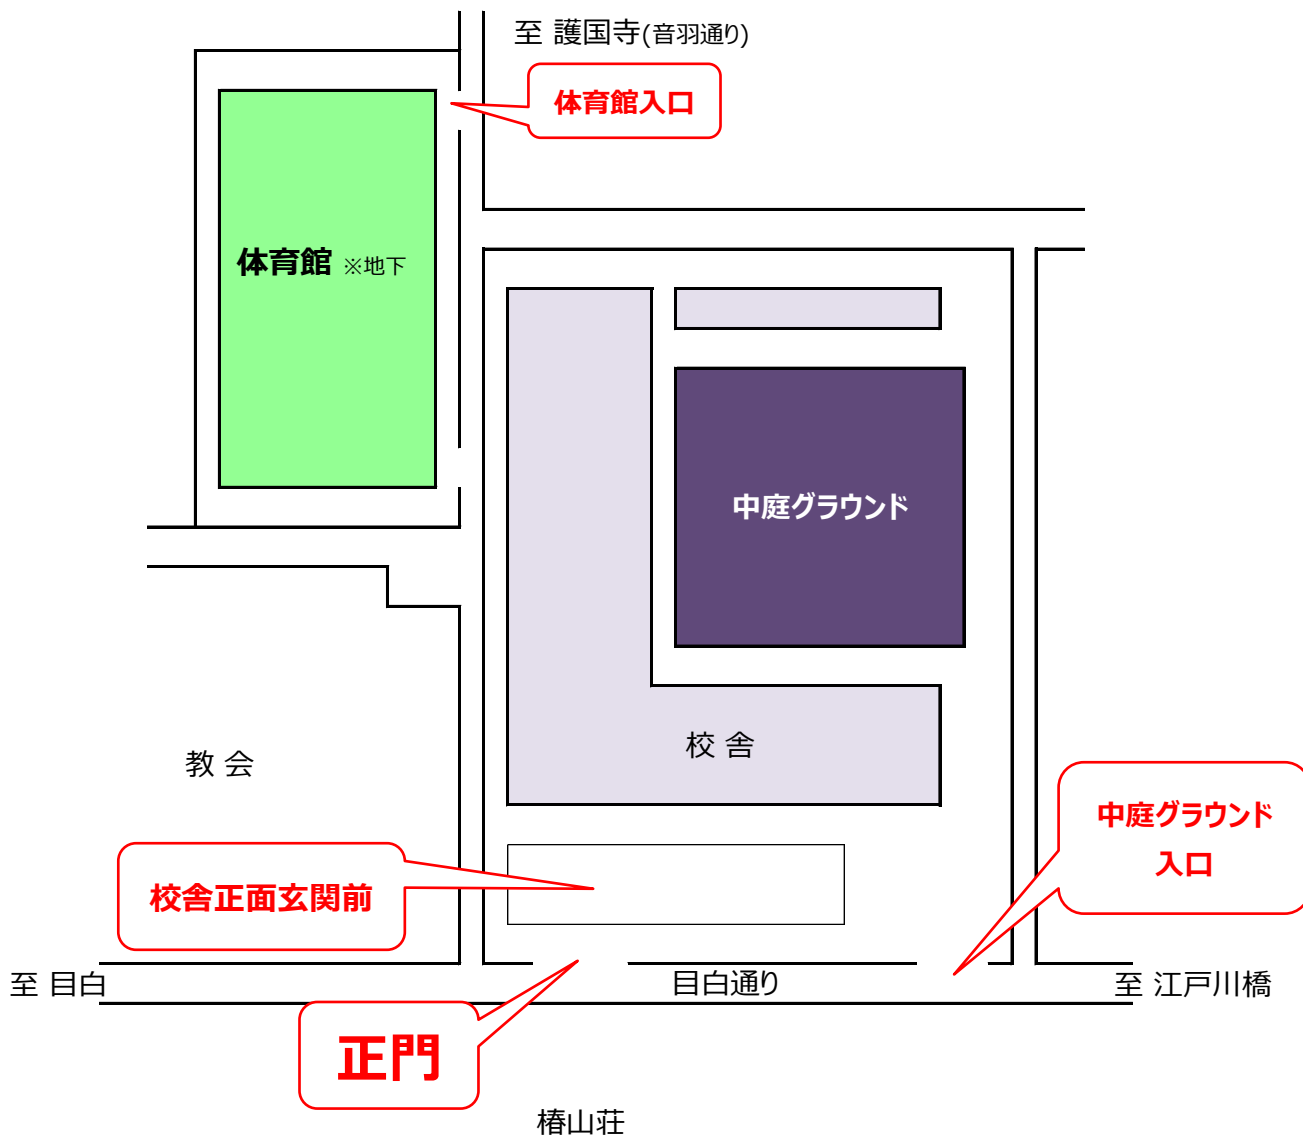 至 護国寺(音羽通り)
体育館入口
体育館 ※地下
中庭グラウンド
校 舎
教 会
中庭グラウンド
入口
校舎正面玄関前
至 目白
目白通り
至 江戸川橋
正門
椿山荘